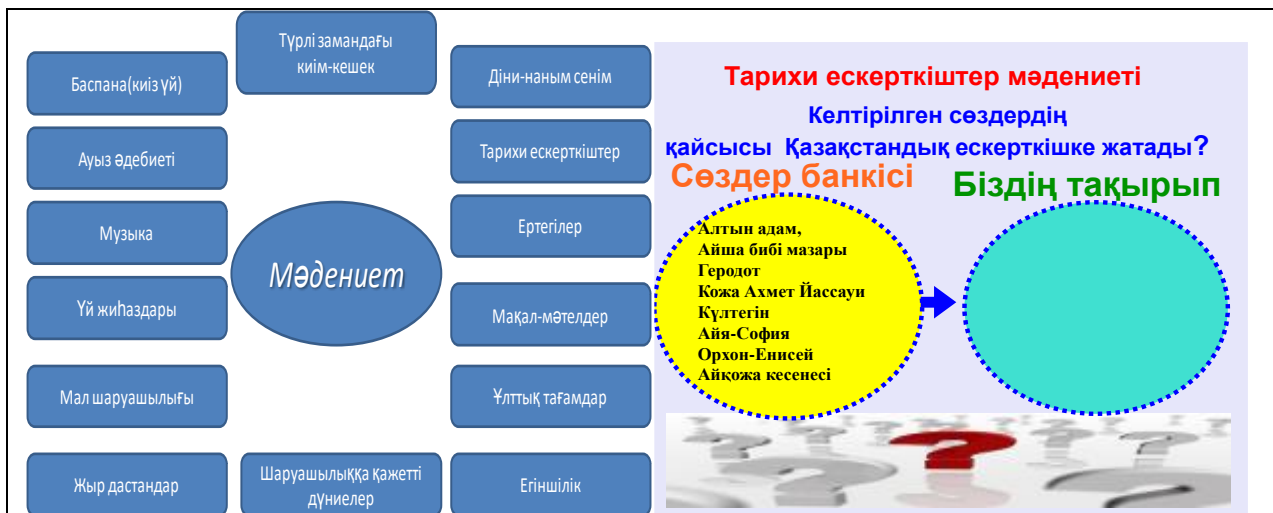 Түрлі замандағы
киім-кешек
Баспана(киіз үй)
Ауыз әдебиеті
Музыка
Үй жиһаздары
Мал шаруашылығы
Жыр дастандар
Мәдениет
Шаруашылыққа қажетті
дүниелер
Діни-наным сенім
Тарихи ескерткіштер
Ертегілер
Мақал-мәтелдер
Ұлттық тағамдар
Егіншілік
Тарихи ескерткіштер мәдениеті
Келтірілген сөздердің
қайсысы Қазақстандық ескерткішке жатады?
Сөздер банкісі
Біздің тақырып
Алтын адам,
Айша бибі мазары
Геродот
Кожа Ахмет Йассауи
Күлтегін
Айя-София
Орхон-Енисей
Айқожа кесенесі